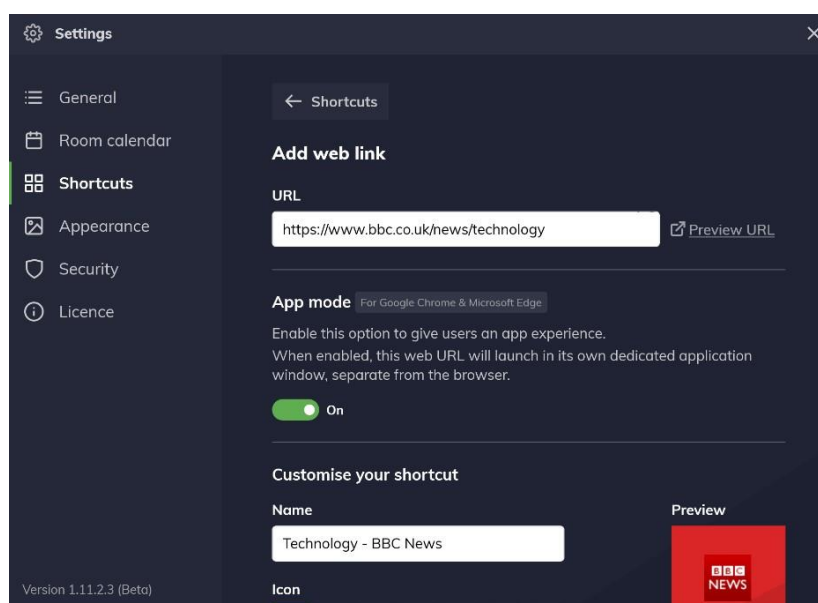 Settings
General
Room calendar
Shortcuts
Appearance
Security
Licence
Version 1.11.2.3 (Beta)
Shortcuts
Add web link
URL
https://www.bbc.co.uk/news/technology
Preview URL
App mode For Google Chrome & Microsoft Edge
Enable this option to give users an app experience.
When enabled, this web URL will launch in its own dedicated application
window, separate from the browser.
On
Customise your shortcut
Name
Technology - BBC News
Icon
Preview
BBC
NEWS